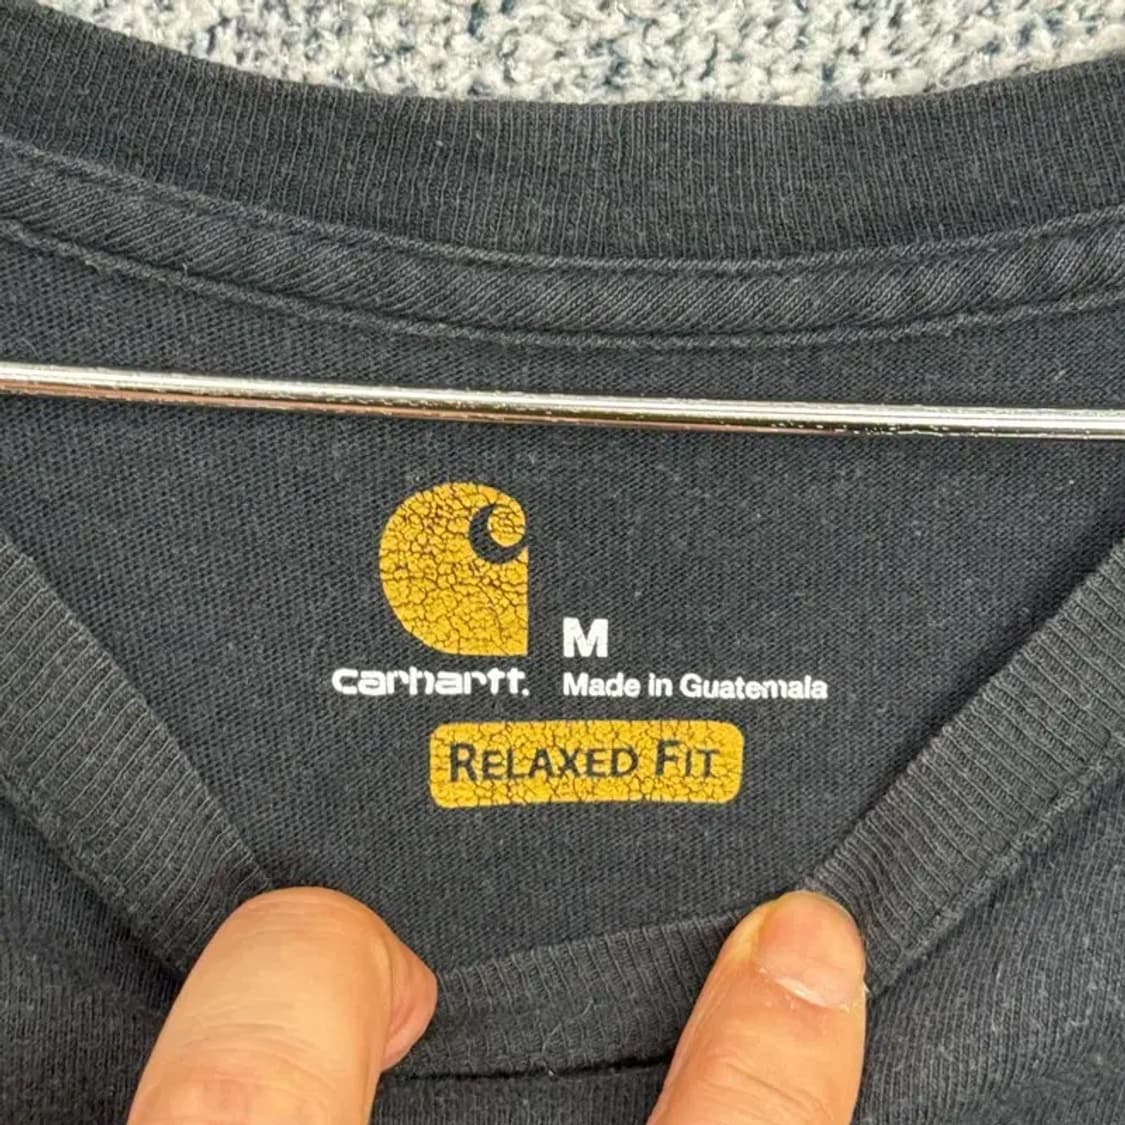 M
carhartt.
Made in Guatemala
RELAXED FIT